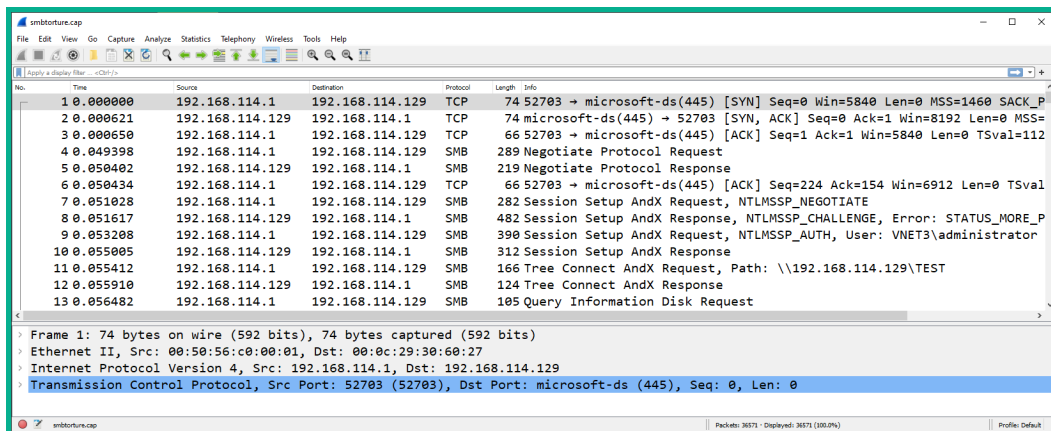 smbtorture.cap
File Edit View Go Capture Analyze Statistics Telephony Wireless Tools Help
Apply a display filter ... <Ctrl-/>
No. Time Source Destination Protocol Length Info
1 0.000000 192.168.114.1 192.168.114.129 TCP 74 52703 → microsoft-ds(445) [SYN] Seq=0 Win=5840 Len=0 MSS=1460 SACK_P
2 0.000621 192.168.114.129 192.168.114.1 TCP 74 microsoft-ds(445) → 52703 [SYN, ACK] Seq=0 Ack=1 Win=8192 Len=0 MSS=
3 0.000650 192.168.114.1 192.168.114.129 TCP 66 52703 → microsoft-ds(445) [ACK] Seq=1 Ack=1 Win=5840 Len=0 TSval=112
4 0.049398 192.168.114.1 192.168.114.129 SMB 289 Negotiate Protocol Request
5 0.050402 192.168.114.129 192.168.114.1 SMB 219 Negotiate Protocol Response
6 0.050434 192.168.114.1 192.168.114.129 TCP 66 52703 → microsoft-ds(445) [ACK] Seq=224 Ack=154 Win=6912 Len=0 TSval
7 0.051028 192.168.114.1 192.168.114.129 SMB 282 Session Setup AndX Request, NTLMSSP_NEGOTIATE
8 0.051617 192.168.114.129 192.168.114.1 SMB 482 Session Setup AndX Response, NTLMSSP_CHALLENGE, Error: STATUS_MORE_P
9 0.053208 192.168.114.1 192.168.114.129 SMB 390 Session Setup AndX Request, NTLMSSP_AUTH, User: VNET3\administrator
10 0.055005 192.168.114.129 192.168.114.1 SMB 312 Session Setup AndX Response
11 0.055412 192.168.114.1 192.168.114.129 SMB 166 Tree Connect AndX Request, Path: \\192.168.114.129\TEST
12 0.055910 192.168.114.129 192.168.114.1 SMB 124 Tree Connect AndX Response
13 0.056482 192.168.114.1 192.168.114.129 SMB 105 Query Information Disk Request
Frame 1: 74 bytes on wire (592 bits), 74 bytes captured (592 bits)
Ethernet II, Src: 00:50:56:c0:00:01, Dst: 00:0c:29:30:60:27
Internet Protocol Version 4, Src: 192.168.114.1, Dst: 192.168.114.129
Transmission Control Protocol, Src Port: 52703 (52703), Dst Port: microsoft-ds (445), Seq: 0, Len: 0
smbtorture.cap Packets: 36571 · Displayed: 36571 (100.0%) Profile: Default